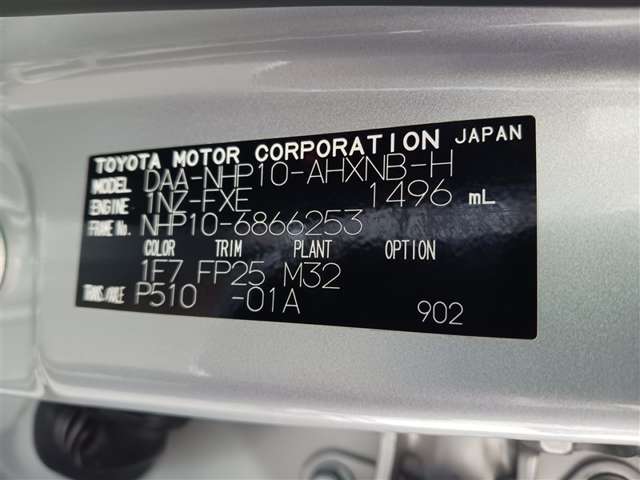 TOYOTA MOTOR CORPORATION JAPAN
MODEL DAA-NHP10-AHXNB-H
ENGINE 1NZ-FXE 1496 mL
FRAME No. NHP10-6866253
COLOR TRIM PLANT OPTION
1F7 FP25 M32
TRANS/AXLE P510 -01A
902